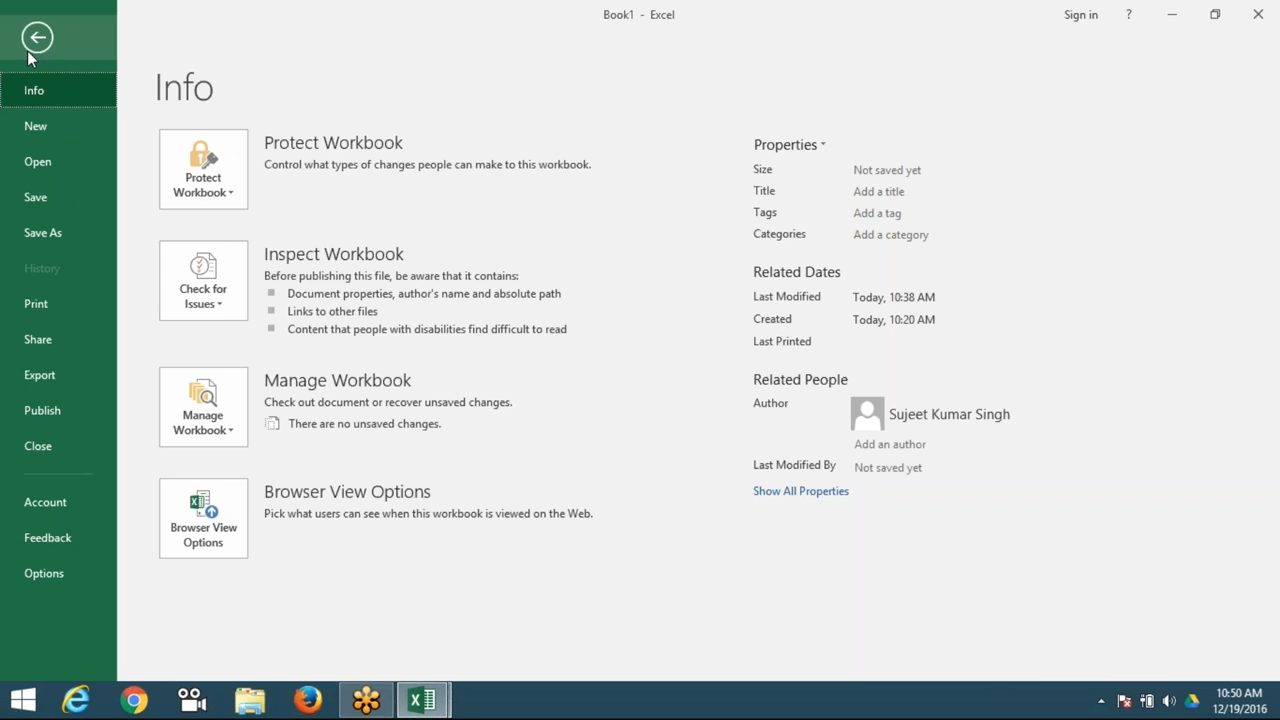 Book1 - Excel
Sign in
?
Info
New
Open
Save
Save As
History
Print
Share
Export
Publish
Close
Account
Feedback
Options
Info
Protect
Workbook
Protect Workbook
Control what types of changes people can make to this workbook.
Check for
Issues
Inspect Workbook
Before publishing this file, be aware that it contains:
Document properties, author's name and absolute path
Links to other files
Content that people with disabilities find difficult to read
Manage
Workbook
Manage Workbook
Check out document or recover unsaved changes.
There are no unsaved changes.
Browser View
Options
Browser View Options
Pick what users can see when this workbook is viewed on the Web.
Properties
Size Not saved yet
Title Add a title
Tags Add a tag
Categories Add a category
Related Dates
Last Modified Today, 10:38 AM
Created Today, 10:20 AM
Last Printed
Related People
Author Sujeet Kumar Singh
Add an author
Last Modified By Not saved yet
Show All Properties
10:50 AM
12/19/2016